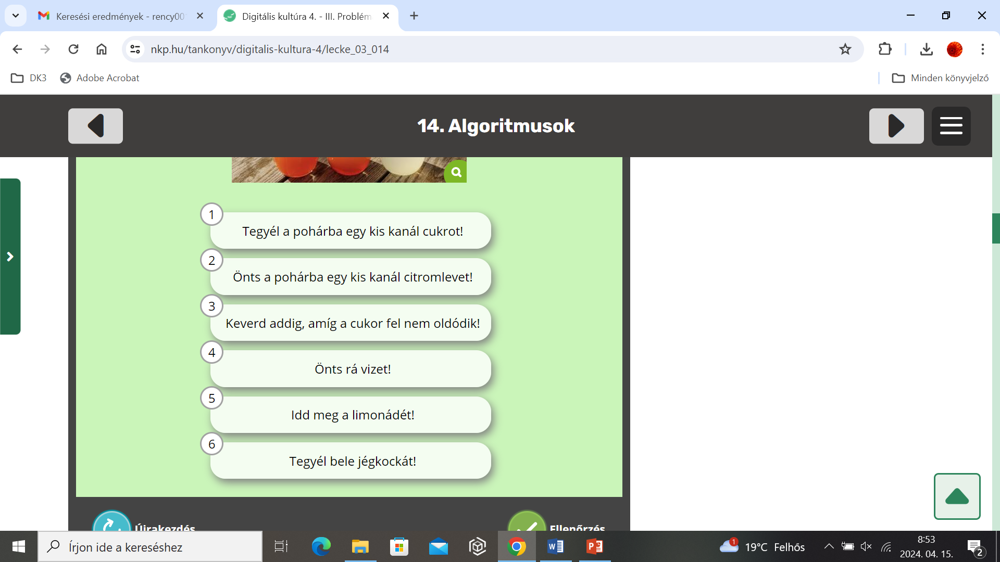 Keresési eredmények - rency00
Digitális kultúra 4. - III. Problém
nkp.hu/tankonyv/digitalis-kultura-4/lecke_03_014
DK3
Adobe Acrobat
Minden könyvjelző
14. Algoritmusok
1
Tegyél a pohárba egy kis kanál cukrot!
2
Önts a pohárba egy kis kanál citromlevet!
3
Keverd addig, amíg a cukor fel nem oldódik!
4
Önts rá vizet!
5
Idd meg a limonádét!
6
Tegyél bele jégkockát!
Újrakezdés
Ellenőrzés
Írjon ide a kereséshez
1
19°C Felhős
8:53
2024. 04. 15.
2